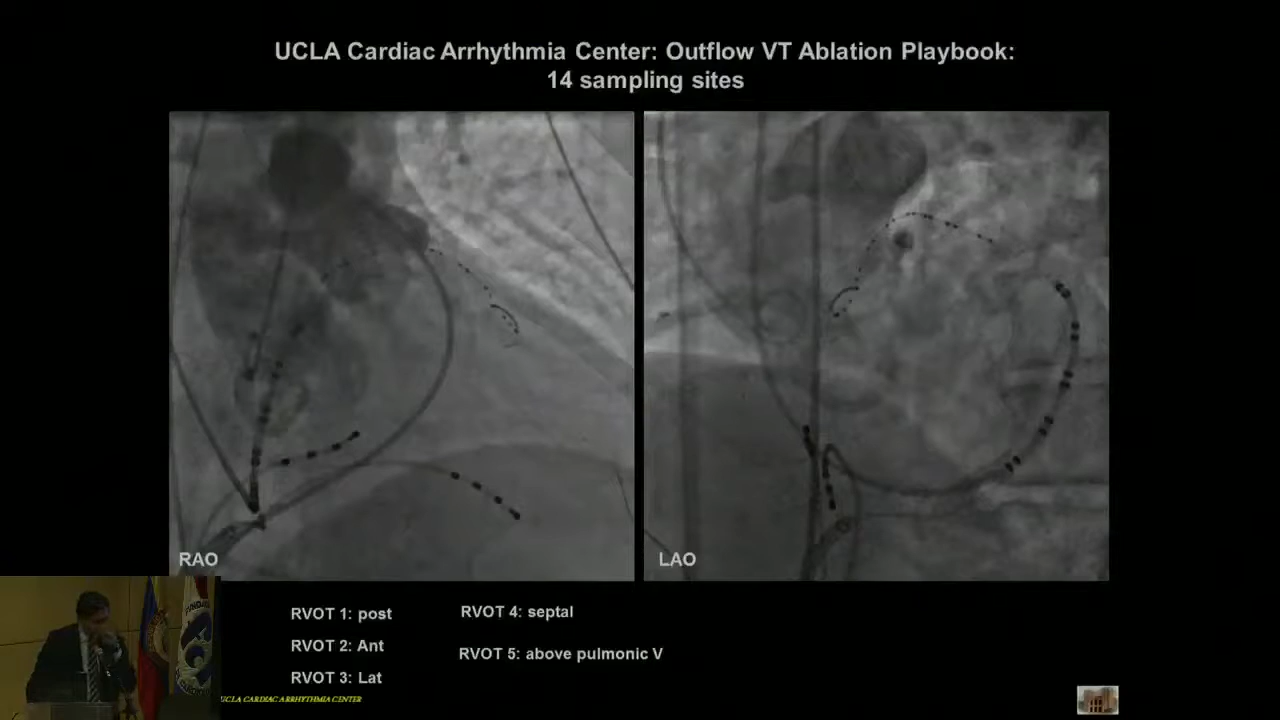 UCLA Cardiac Arrhythmia Center: Outflow VT Ablation Playbook:
14 sampling sites
RAO
LAO
RVOT 1: post
RVOT 2: Ant
RVOT 3: Lat
RVOT 4: septal
RVOT 5: above pulmonic V
UCLA CARDIAC ARRHYTHMIA CENTER